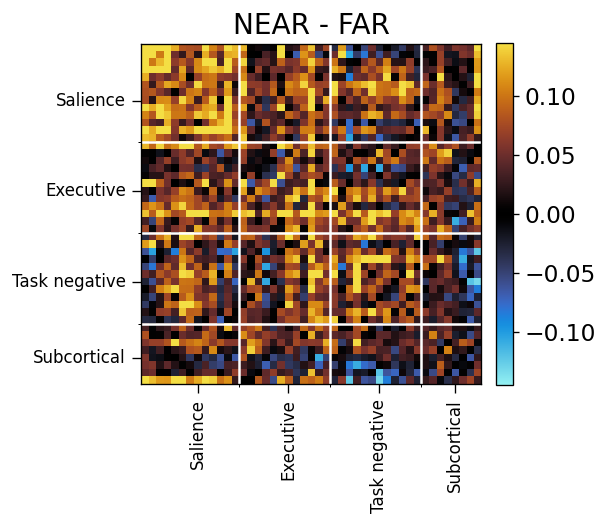 NEAR - FAR
Salience
Executive
Task negative
Subcortical
0.10
0.05
0.00
−0.05
−0.10
Salience
Executive
Task negative
Subcortical